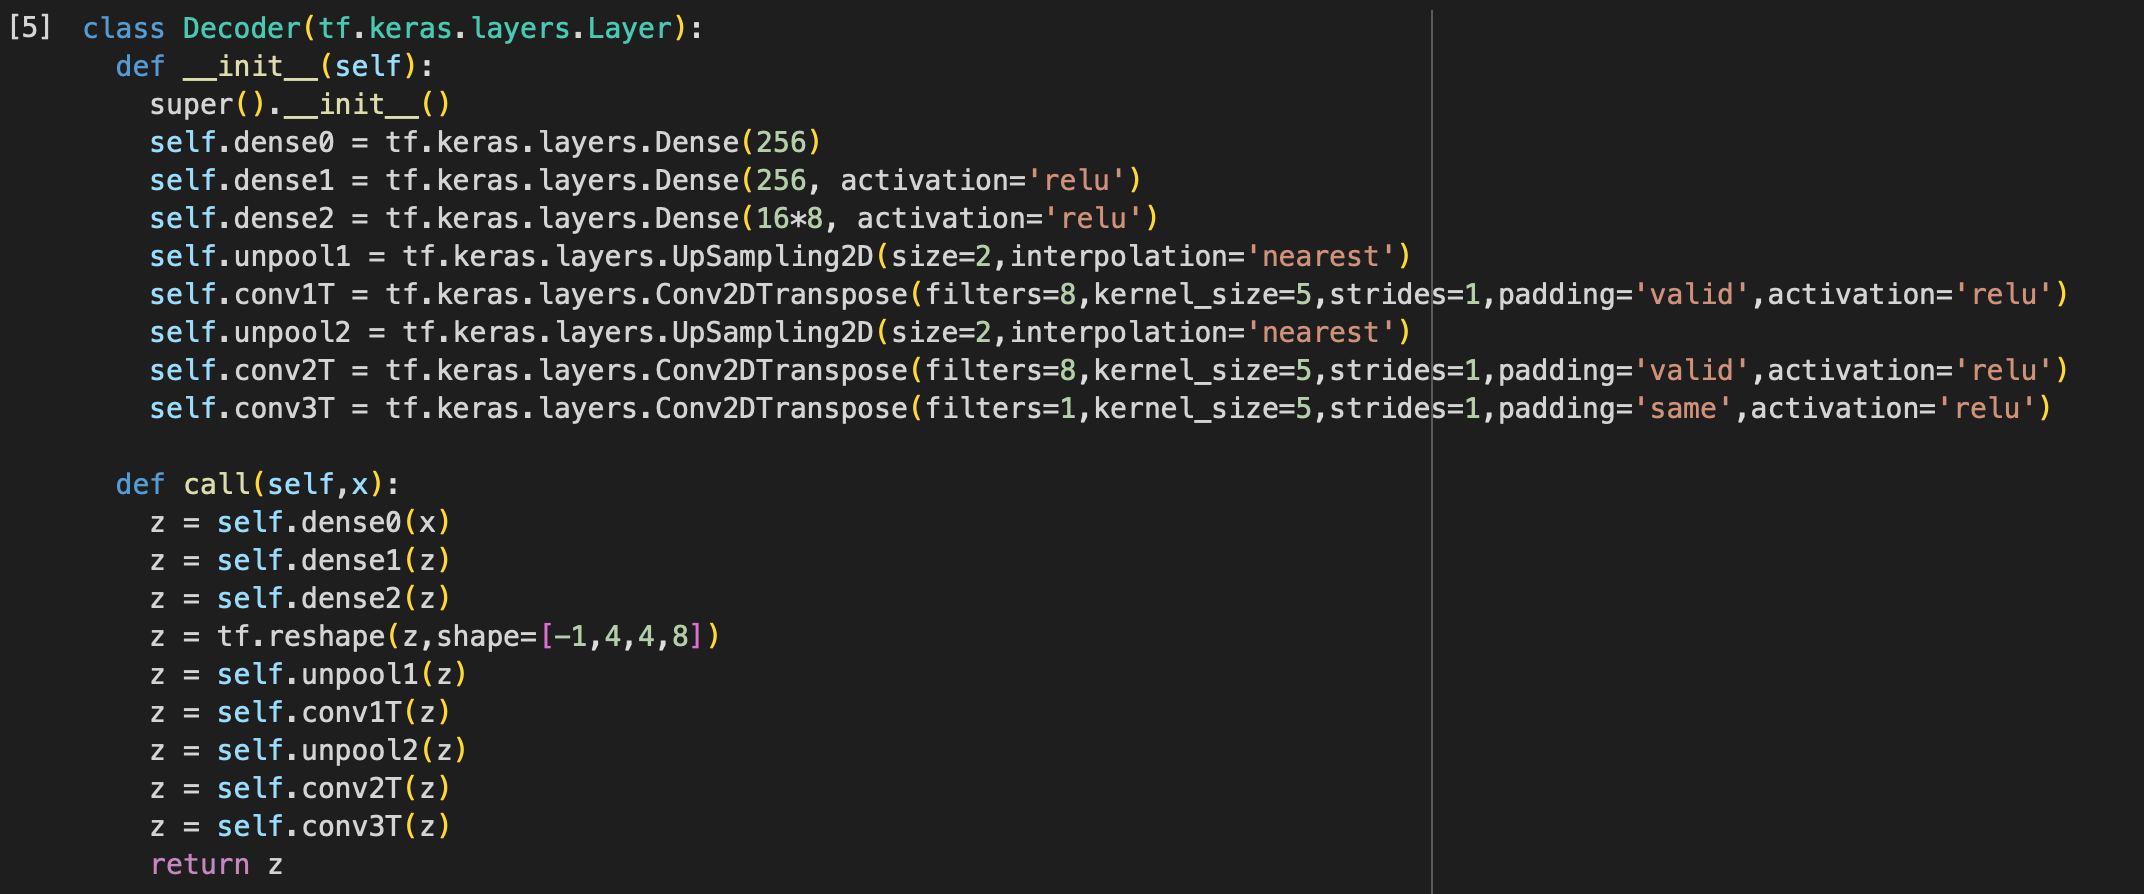 [5] class Decoder(tf.keras.layers.Layer):
  def __init__(self):
    super().__init__()
    self.dense0 = tf.keras.layers.Dense(256)
    self.dense1 = tf.keras.layers.Dense(256, activation='relu')
    self.dense2 = tf.keras.layers.Dense(16*8, activation='relu')
    self.unpool1 = tf.keras.layers.UpSampling2D(size=2,interpolation='nearest')
    self.conv1T = tf.keras.layers.Conv2DTranspose(filters=8,kernel_size=5,strides=1,padding='valid',activation='relu')
    self.unpool2 = tf.keras.layers.UpSampling2D(size=2,interpolation='nearest')
    self.conv2T = tf.keras.layers.Conv2DTranspose(filters=8,kernel_size=5,strides=1,padding='valid',activation='relu')
    self.conv3T = tf.keras.layers.Conv2DTranspose(filters=1,kernel_size=5,strides=1,padding='same',activation='relu')

  def call(self,x):
    z = self.dense0(x)
    z = self.dense1(z)
    z = self.dense2(z)
    z = tf.reshape(z,shape=[-1,4,4,8])
    z = self.unpool1(z)
    z = self.conv1T(z)
    z = self.unpool2(z)
    z = self.conv2T(z)
    z = self.conv3T(z)
    return z